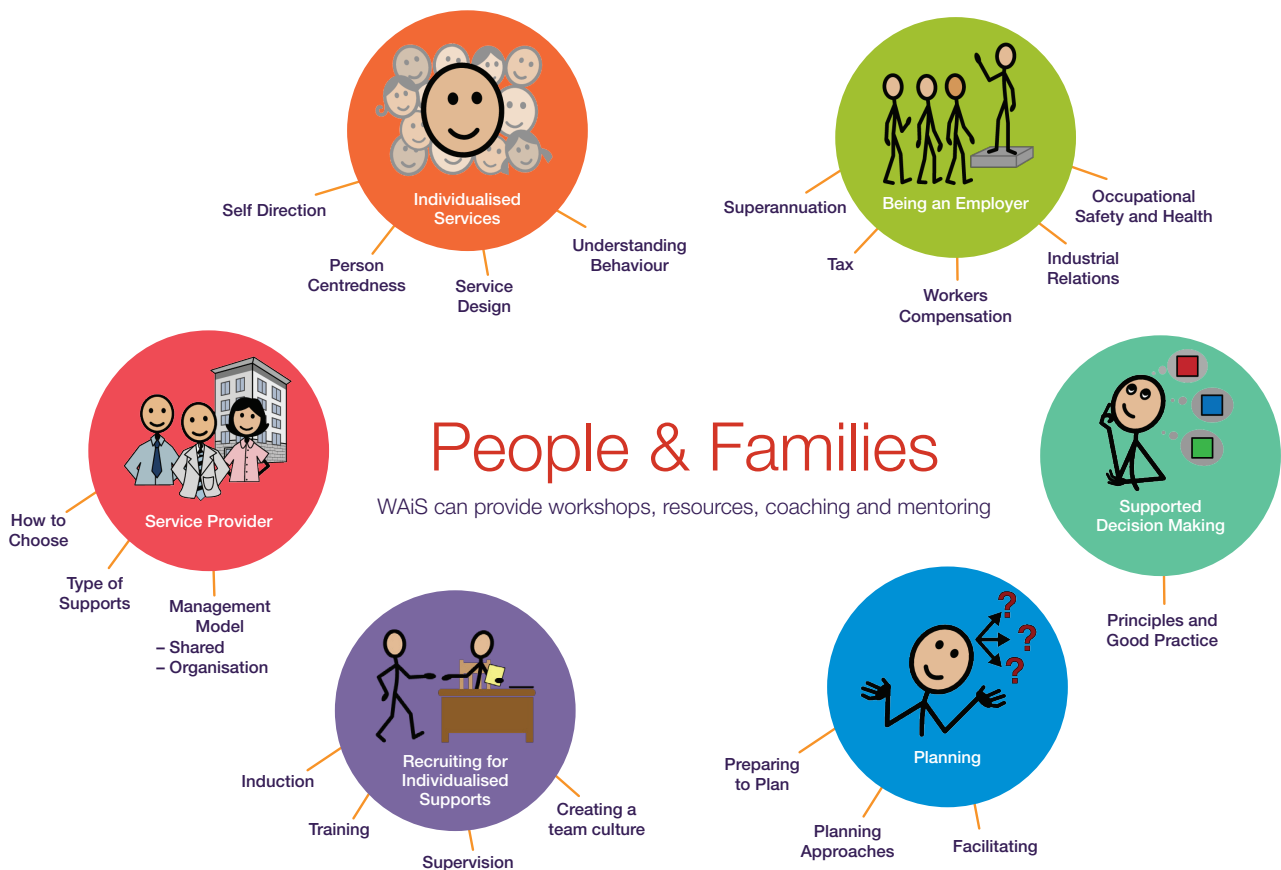 People & Families
WAiS can provide workshops, resources, coaching and mentoring
Individualised
Services
Self Direction
Person
Centredness
Service
Design
Understanding
Behaviour
Being an Employer
Superannuation
Tax
Workers
Compensation
Industrial
Relations
Occupational
Safety and Health
Service Provider
How to
Choose
Type of
Supports
Management
Model
– Shared
– Organisation
Supported
Decision Making
Principles and
Good Practice
Recruiting for
Individualised
Supports
Induction
Training
Supervision
Creating a
team culture
Planning
Preparing
to Plan
Planning
Approaches
Facilitating
?
?
?